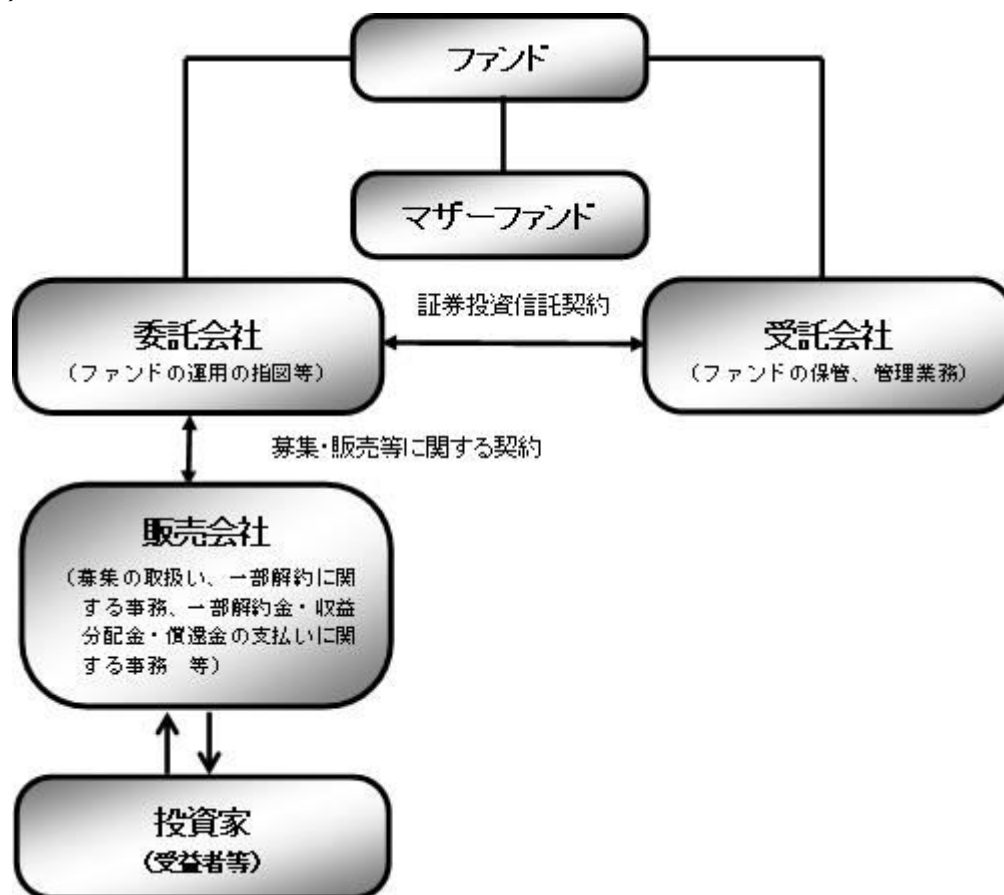 ファンド
マザーファンド
証券投資信託契約
委託会社
（ファンドの運用の指図等）
受託会社
（ファンドの保管、管理業務）
募集・販売等に関する契約
販売会社
（募集の取扱い、一部解約に関
する事務、一部解約金・収益
分配金・償還金の支払いに関
する事務　等）
投資家
（受益者等）